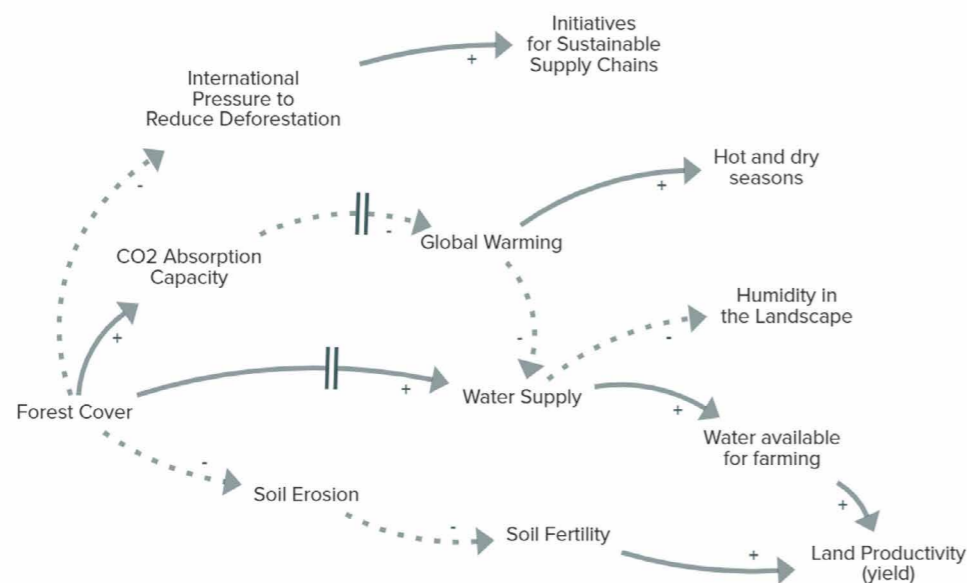 Initiatives
for Sustainable
Supply Chains
+
International
Pressure to
Reduce Deforestation
-
Hot and dry
seasons
+
-
Global Warming
CO2 Absorption
Capacity
+
Humidity in
the Landscape
-
-
+
Water Supply
Forest Cover
+
Water available
for farming
-
Soil Erosion
+
-
Soil Fertility
+
Land Productivity
(yield)